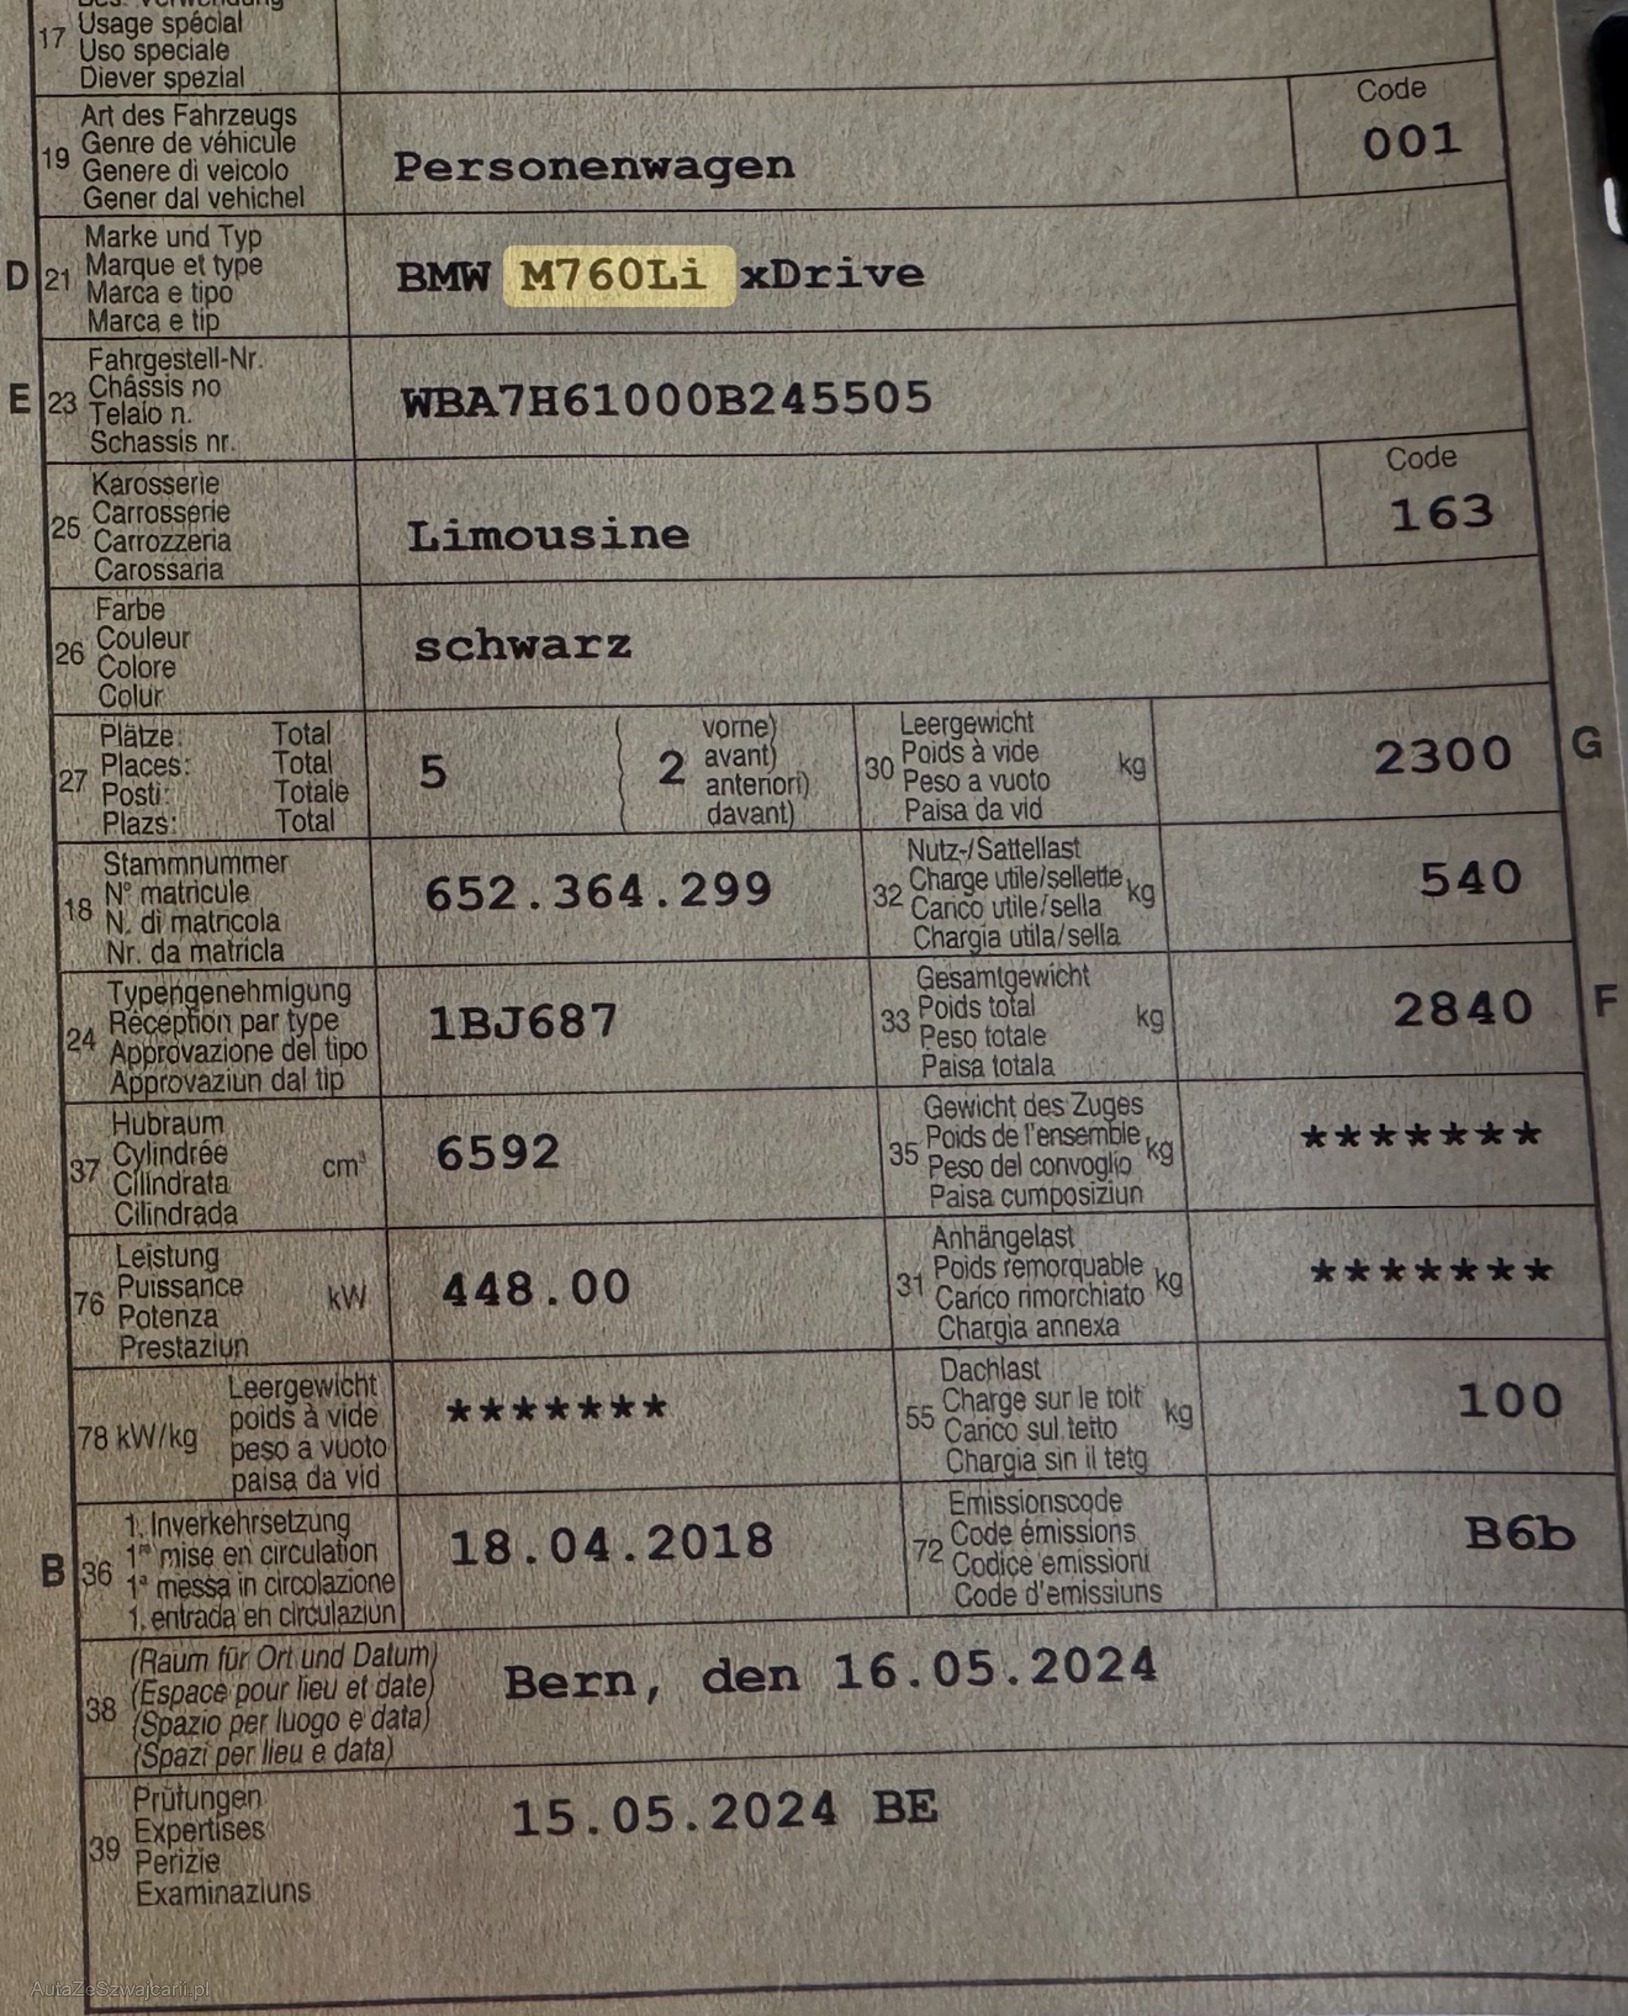 17 Usage spécial
Uso speciale
Diever spezial
19 Art des Fahrzeugs
Genre de véhicule
Genere di veicolo
Gener dal vehichel
Personenwagen
Code
001
D 21 Marke und Typ
Marque et type
Marca e tipo
Marca e tip
BMW M760Li xDrive
E 23 Fahrgestell-Nr.
Châssis no
Telaio n.
Schassis nr.
WBA7H61000B245505
25 Karosserie
Carrosserie
Carrozzeria
Carossaria
Limousine
Code
163
26 Farbe
Couleur
Colore
Colur
schwarz
27 Plätze: Total
Places: Total
Posti: Totale
Plazs: Total
5
( 2 vorne)
avant)
anteriori)
davant)
30 Leergewicht
Poids à vide
Peso a vuoto
Paisa da vid
kg
2300 G
18 Stammnummer
N° matricule
N. di matricola
Nr. da matricla
652.364.299
32 Nutz-/Sattellast
Charge utile/sellette
Carico utile/sella
Chargia utila/sella
kg
540
24 Typengenehmigung
Réception par type
Approvazione del tipo
Approvaziun dal tip
1BJ687
33 Gesamtgewicht
Poids total
Peso totale
Paisa totala
kg
2840 F
37 Hubraum
Cylindrée
Cilindrata
Cilindrada
cm³
6592
35 Gewicht des Zuges
Poids de l'ensemble
Peso del convoglio
Paisa cumposiziun
kg
*******
76 Leistung
Puissance
Potenza
Prestaziun
kW
448.00
31 Anhängelast
Poids remorquable
Carico rimorchiato
Chargia annexa
kg
*******
78 kW/kg
Leergewicht
poids à vide
peso a vuoto
paisa da vid
*******
55 Dachlast
Charge sur le toit
Carico sul tetto
Chargia sin il tetg
kg
100
B 36 1. Inverkehrsetzung
1re mise en circulation
1a messa in circolazione
1. entrada en circulaziun
18.04.2018
72 Emissionscode
Code émissions
Codice emissioni
Code d'emissiuns
B6b
38 (Raum für Ort und Datum)
(Espace pour lieu et date)
(Spazio per luogo e data)
(Spazi per lieu e data)
Bern, den 16.05.2024
39 Prüfungen
Expertises
Perizie
Examinaziuns
15.05.2024 BE
AutaZeSzwajcarii.pl